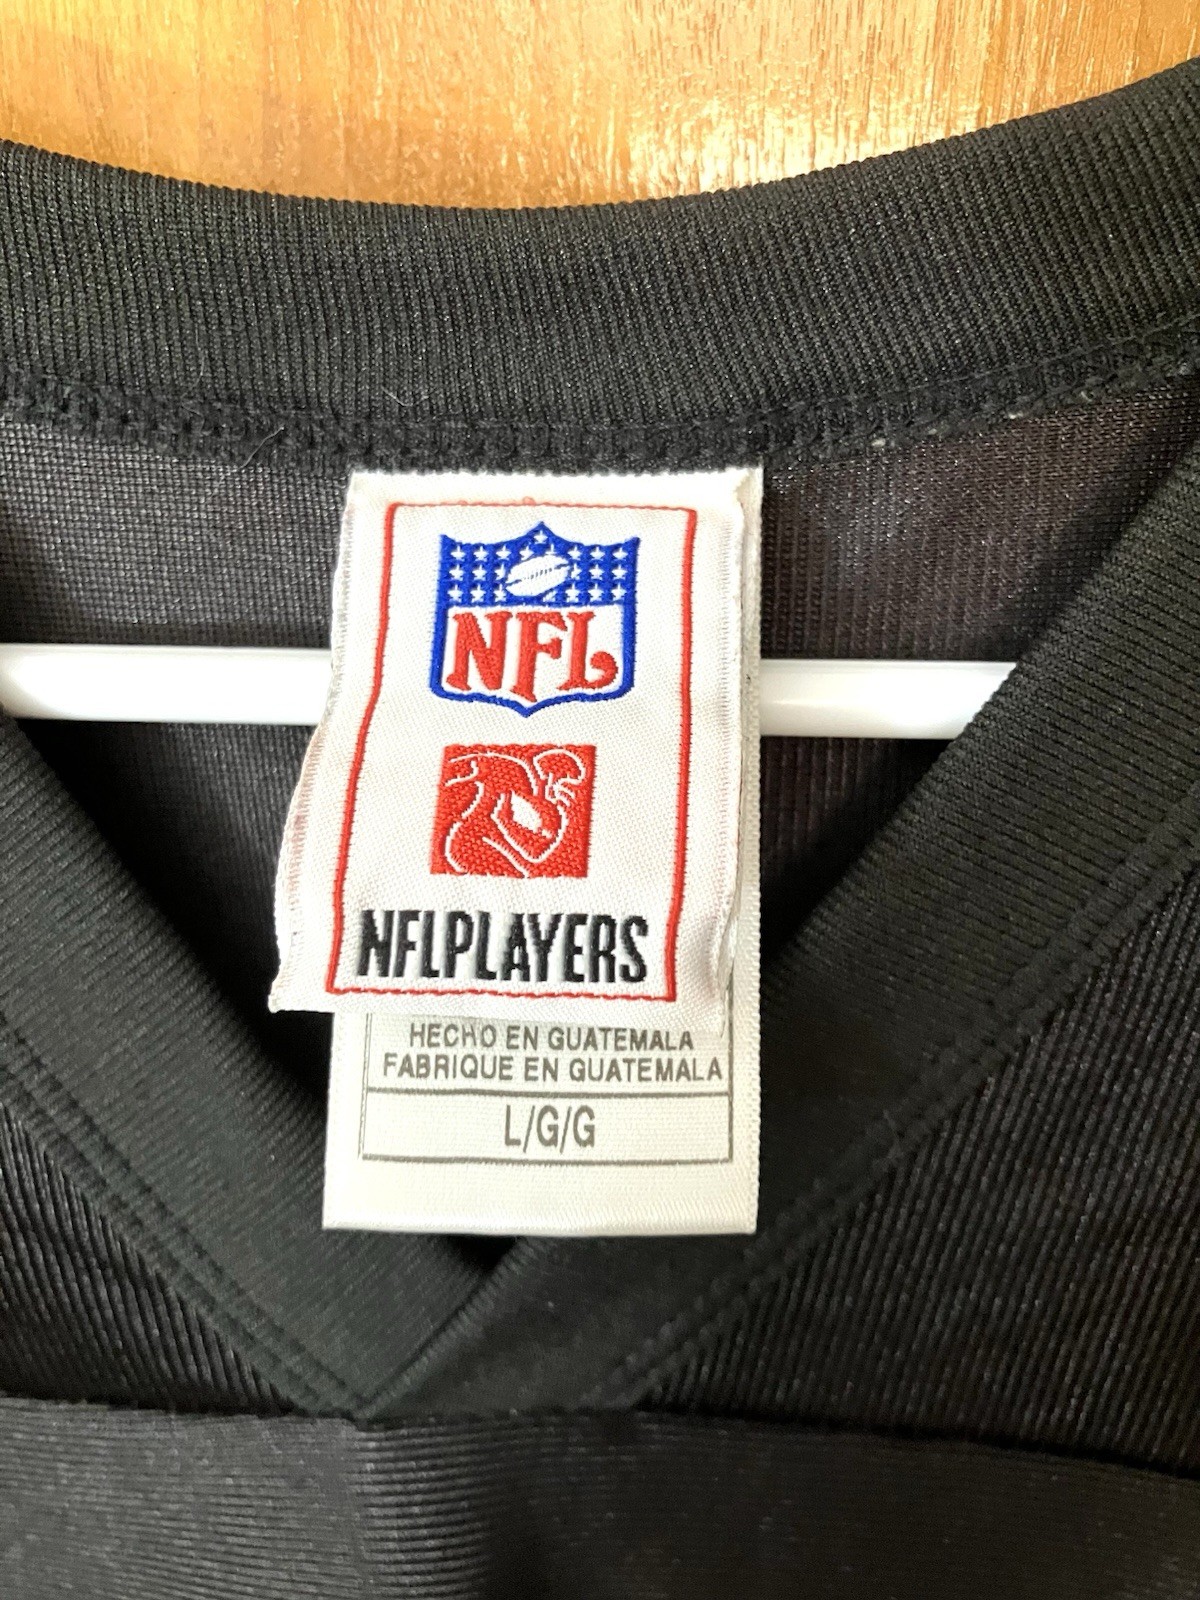 NFL
NFLPLAYERS
HECHO EN GUATEMALA
FABRIQUE EN GUATEMALA
L/G/G